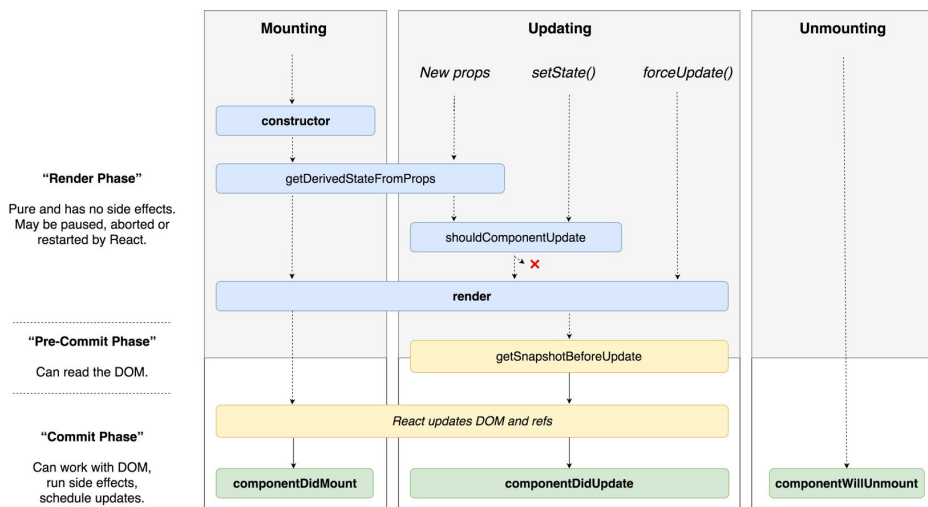 Mounting
Updating
Unmounting
New props
setState()
forceUpdate()
constructor
“Render Phase”
getDerivedStateFromProps
Pure and has no side effects.
May be paused, aborted or
restarted by React.
shouldComponentUpdate
render
“Pre-Commit Phase”
Can read the DOM.
getSnapshotBeforeUpdate
“Commit Phase”
React updates DOM and refs
Can work with DOM,
run side effects,
schedule updates.
componentDidMount
componentDidUpdate
componentWillUnmount